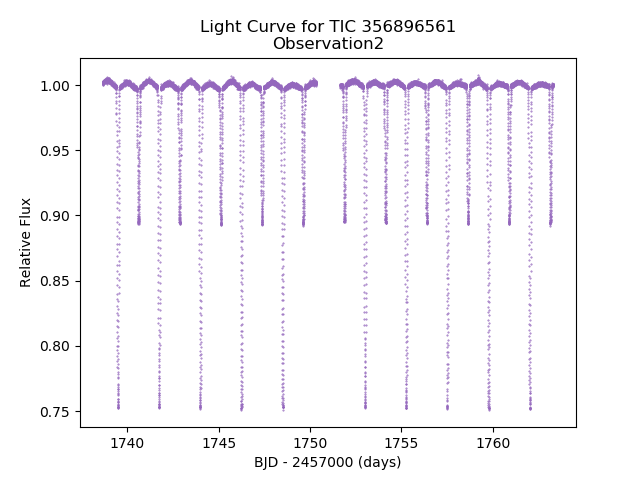 Light Curve for TIC 356896561
Observation2
1.00
0.95
0.90
0.85
0.80
0.75
Relative Flux
1740
1745
1750
1755
1760
BJD - 2457000 (days)